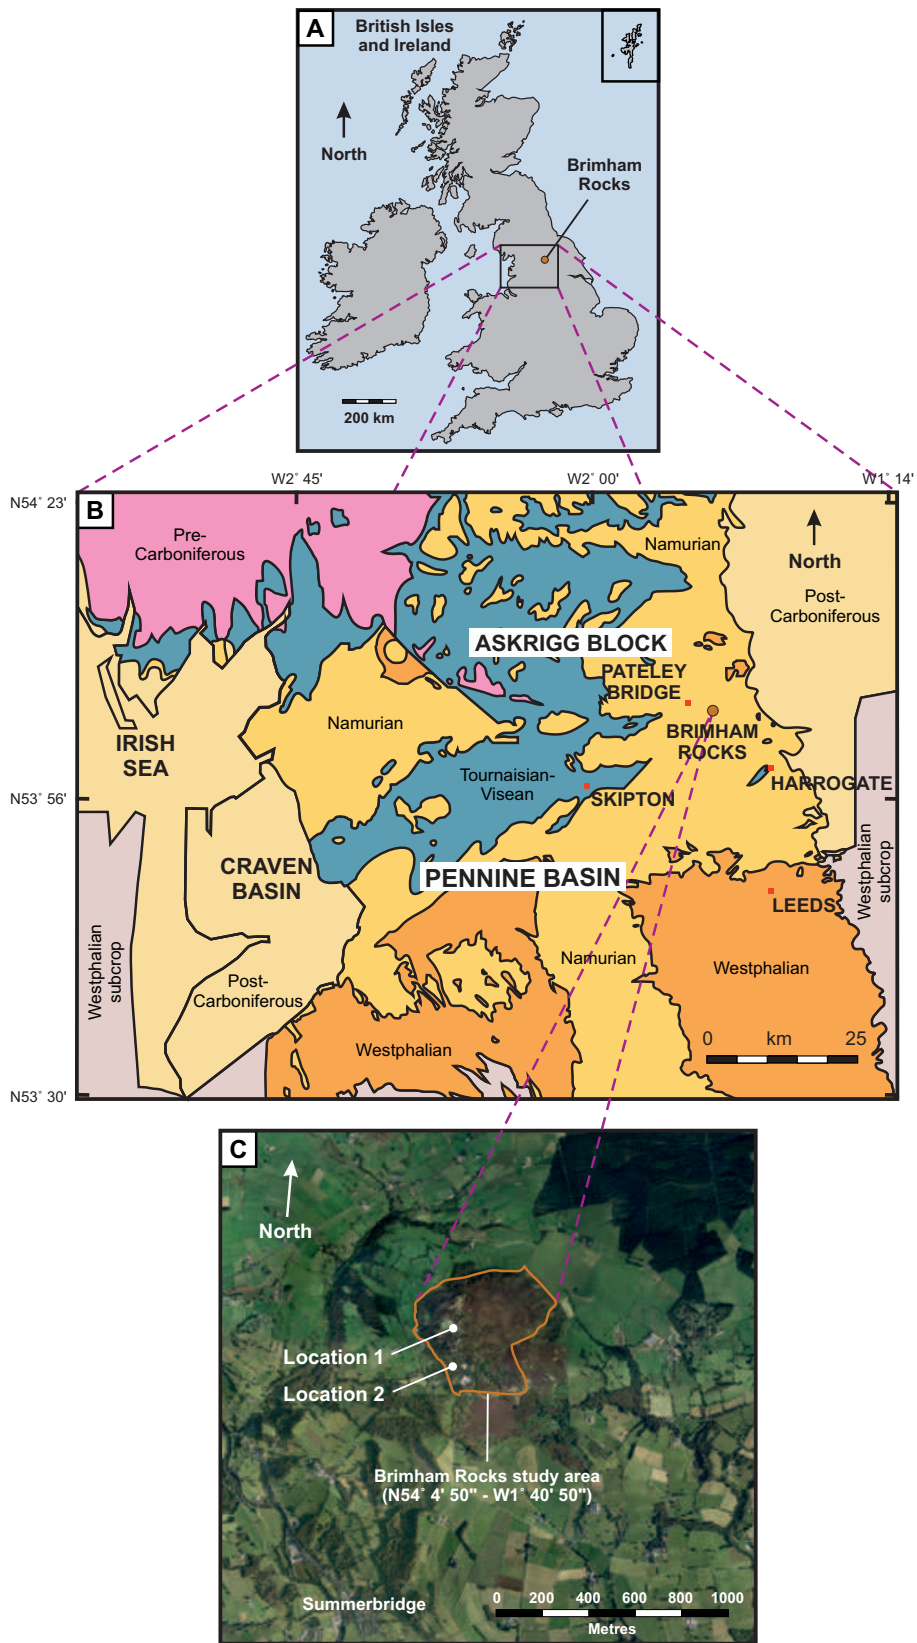 A
British Isles
and Ireland
North
Brimham
Rocks
200 km
W2° 45'
W2° 00'
W1° 14'
N54° 23'
B
Pre-
Carboniferous
Namurian
North
Post-
Carboniferous
ASKRIGG BLOCK
PATELEY
BRIDGE
Namurian
BRIMHAM
ROCKS
IRISH
SEA
Tournaisian-
Visean
HARROGATE
N53° 56'
SKIPTON
CRAVEN
BASIN
PENNINE BASIN
Westphalian
subcrop
LEEDS
Westphalian
subcrop
Post-
Carboniferous
Namurian
Westphalian
0 km 25
Westphalian
N53° 30'
C
North
Location 1
Location 2
Brimham Rocks study area
(N54° 4' 50" - W1° 40' 50")
Summerbridge
0 200 400 600 800 1000
Metres